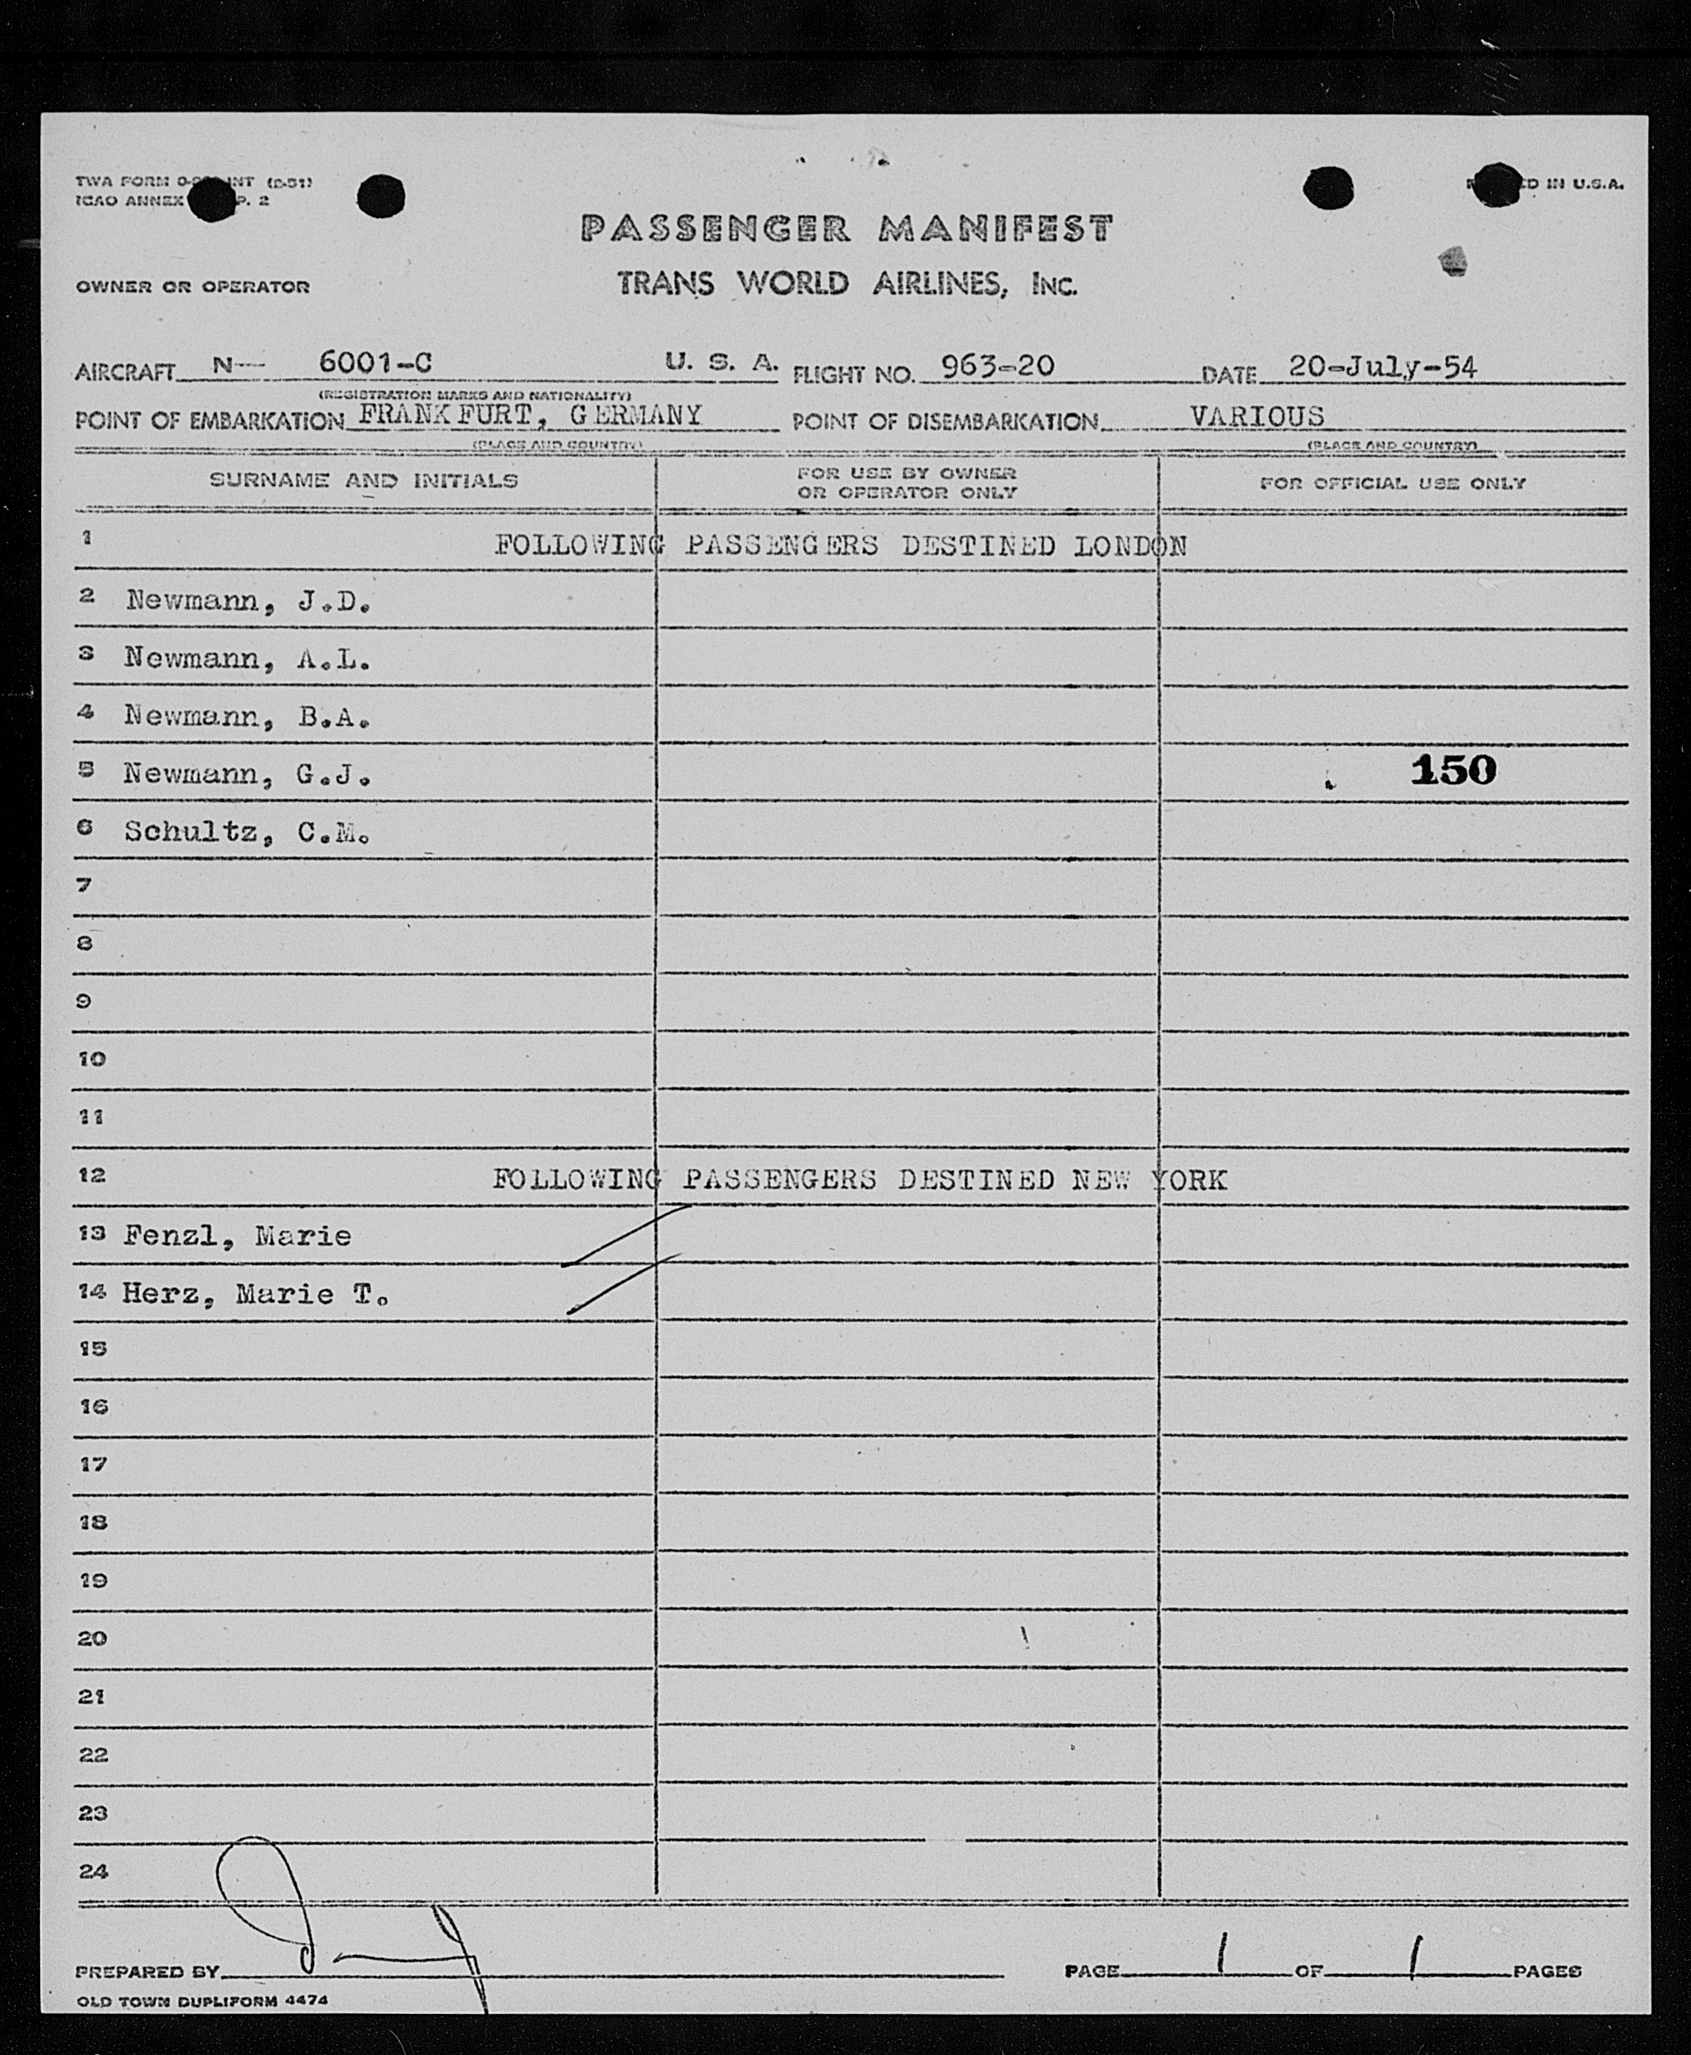 TWA FORM INT (2-51)
ICAO ANNEX P. 2
IN U.S.A.
PASSENGER MANIFEST
OWNER OR OPERATOR TRANS WORLD AIRLINES, INC.
AIRCRAFT N— 6001-C U. S. A. FLIGHT NO. 963-20 DATE 20-July-54
(REGISTRATION MARKS AND NATIONALITY)
POINT OF EMBARKATION FRANKFURT, GERMANY POINT OF DISEMBARKATION VARIOUS
(PLACE AND COUNTRY) (PLACE AND COUNTRY)
SURNAME AND INITIALS FOR USE BY OWNER OR OPERATOR ONLY FOR OFFICIAL USE ONLY
1 FOLLOWING PASSENGERS DESTINED LONDON
2 Newmann, J.D.
3 Newmann, A.L.
4 Newmann, B.A.
5 Newmann, G.J. 150
6 Schultz, C.M.
7
8
9
10
11
12 FOLLOWING PASSENGERS DESTINED NEW YORK
13 Fenzl, Marie
14 Herz, Marie T.
15
16
17
18
19
20
21
22
23
24
PREPARED BY PAGE 1 OF 1 PAGES
OLD TOWN DUPLIFORM 4474